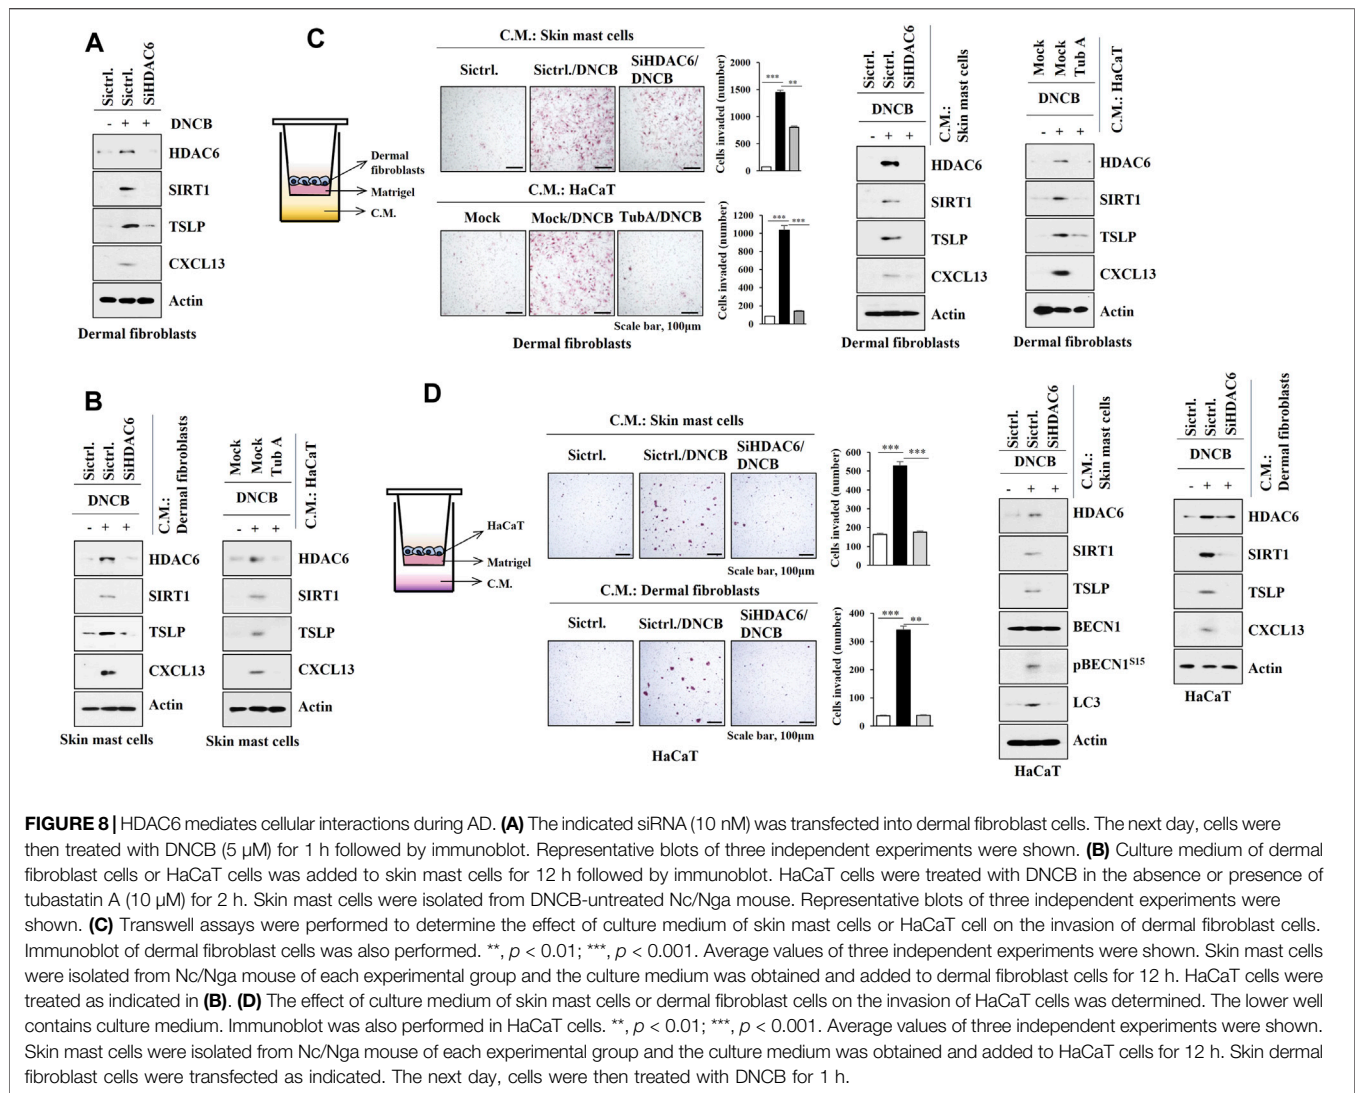 A
Sictrl.
Sictrl.
SiHDAC6
DNCB
- + +
HDAC6
SIRT1
TSLP
CXCL13
Actin
Dermal fibroblasts
C
Dermal
fibroblasts
Matrigel
C.M.
C.M.: Skin mast cells
Sictrl.
Sictrl./DNCB
SiHDAC6/
DNCB
C.M.: HaCaT
Mock
Mock/DNCB
TubA/DNCB
Scale bar, 100μm
Dermal fibroblasts
Cells invaded (number)
2000
1500
1000
500
0
*** **
Cells invaded (number)
1200
1000
800
600
400
200
0
*** ***
Sictrl.
Sictrl.
SiHDAC6
C.M.:
Skin mast cells
DNCB
- + +
HDAC6
SIRT1
TSLP
CXCL13
Actin
Dermal fibroblasts
Mock
Mock
Tub A
C.M.: HaCaT
DNCB
- + +
HDAC6
SIRT1
TSLP
CXCL13
Actin
Dermal fibroblasts
B
Sictrl.
Sictrl.
SiHDAC6
C.M.:
Dermal fibroblasts
DNCB
- + +
HDAC6
SIRT1
TSLP
CXCL13
Actin
Skin mast cells
Mock
Mock
Tub A
C.M.: HaCaT
DNCB
- + +
HDAC6
SIRT1
TSLP
CXCL13
Actin
Skin mast cells
D
HaCaT
Matrigel
C.M.
C.M.: Skin mast cells
Sictrl.
Sictrl./DNCB
SiHDAC6/
DNCB
Scale bar, 100μm
C.M.: Dermal fibroblasts
Sictrl.
Sictrl./DNCB
SiHDAC6/
DNCB
Scale bar, 100μm
HaCaT
Cells invaded (number)
600
500
400
300
200
100
0
*** ***
Cells invaded (number)
400
300
200
100
0
*** **
Sictrl.
Sictrl.
SiHDAC6
C.M.:
Skin mast cells
DNCB
- + +
HDAC6
SIRT1
TSLP
BECN1
pBECN1S15
LC3
Actin
HaCaT
Sictrl.
Sictrl.
SiHDAC6
C.M.:
Dermal fibroblasts
DNCB
- + +
HDAC6
SIRT1
TSLP
CXCL13
Actin
HaCaT
FIGURE 8 | HDAC6 mediates cellular interactions during AD. (A) The indicated siRNA (10 nM) was transfected into dermal fibroblast cells. The next day, cells were
then treated with DNCB (5 μM) for 1 h followed by immunoblot. Representative blots of three independent experiments were shown. (B) Culture medium of dermal
fibroblast cells or HaCaT cells was added to skin mast cells for 12 h followed by immunoblot. HaCaT cells were treated with DNCB in the absence or presence of
tubastatin A (10 μM) for 2 h. Skin mast cells were isolated from DNCB-untreated Nc/Nga mouse. Representative blots of three independent experiments were
shown. (C) Transwell assays were performed to determine the effect of culture medium of skin mast cells or HaCaT cell on the invasion of dermal fibroblast cells.
Immunoblot of dermal fibroblast cells was also performed. **, p < 0.01; ***, p < 0.001. Average values of three independent experiments were shown. Skin mast cells
were isolated from Nc/Nga mouse of each experimental group and the culture medium was obtained and added to dermal fibroblast cells for 12 h. HaCaT cells were
treated as indicated in (B). (D) The effect of culture medium of skin mast cells or dermal fibroblast cells on the invasion of HaCaT cells was determined. The lower well
contains culture medium. Immunoblot was also performed in HaCaT cells. **, p < 0.01; ***, p < 0.001. Average values of three independent experiments were shown.
Skin mast cells were isolated from Nc/Nga mouse of each experimental group and the culture medium was obtained and added to HaCaT cells for 12 h. Skin dermal
fibroblast cells were transfected as indicated. The next day, cells were then treated with DNCB for 1 h.